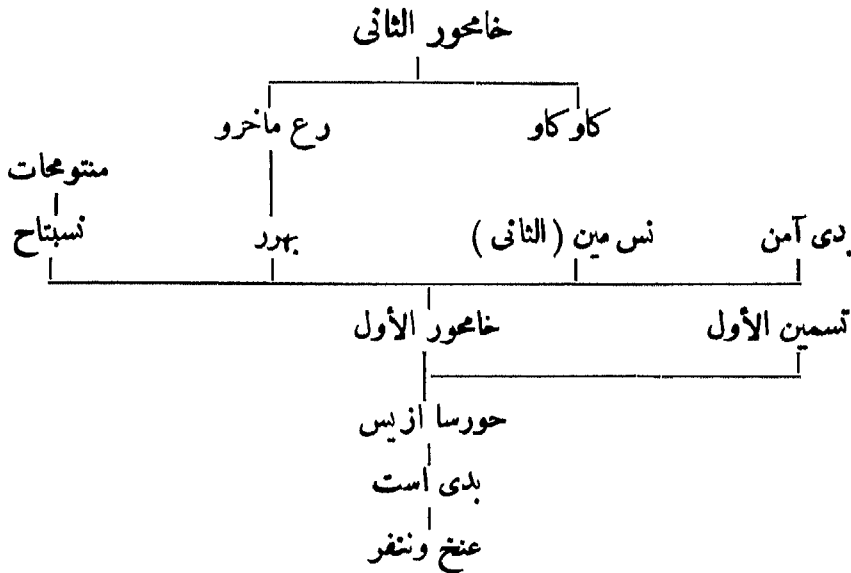 خامحور الثانى
كاو كاو رع ماخرو
منتومحات
بدى آمن نس مين ( الثانى ) بهرر نسبتاح
تسمين الأول خامحور الأول
حورسا ازيس
بدى است
عنخ وننفر